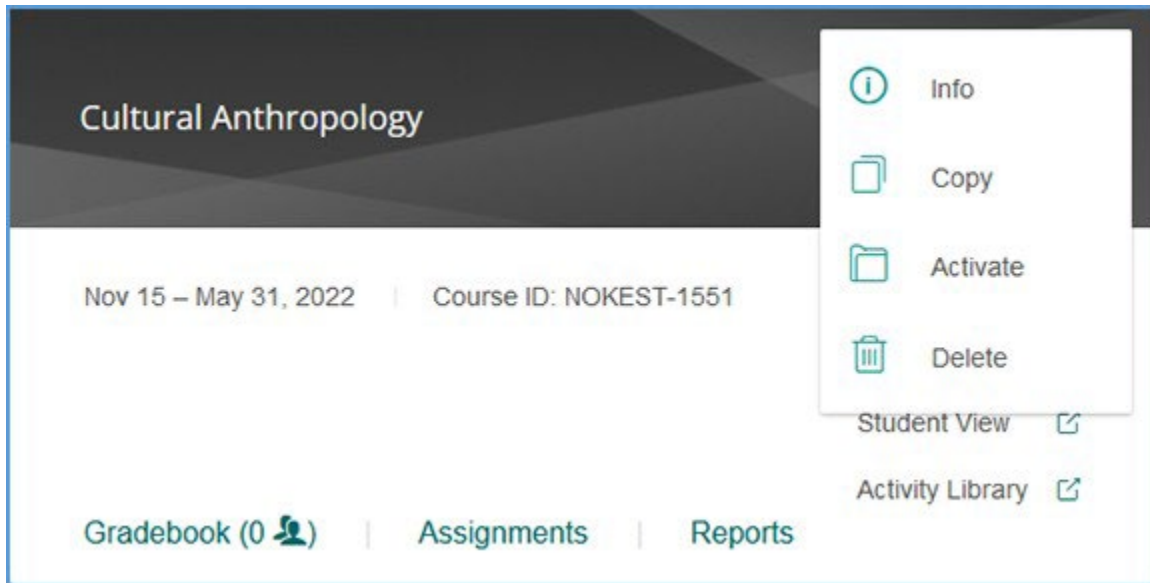 Cultural Anthropology
Info
Copy
Activate
Delete
Nov 15 – May 31, 2022
Course ID: NOKEST-1551
Student View
Activity Library
Gradebook (0 )
Assignments
Reports